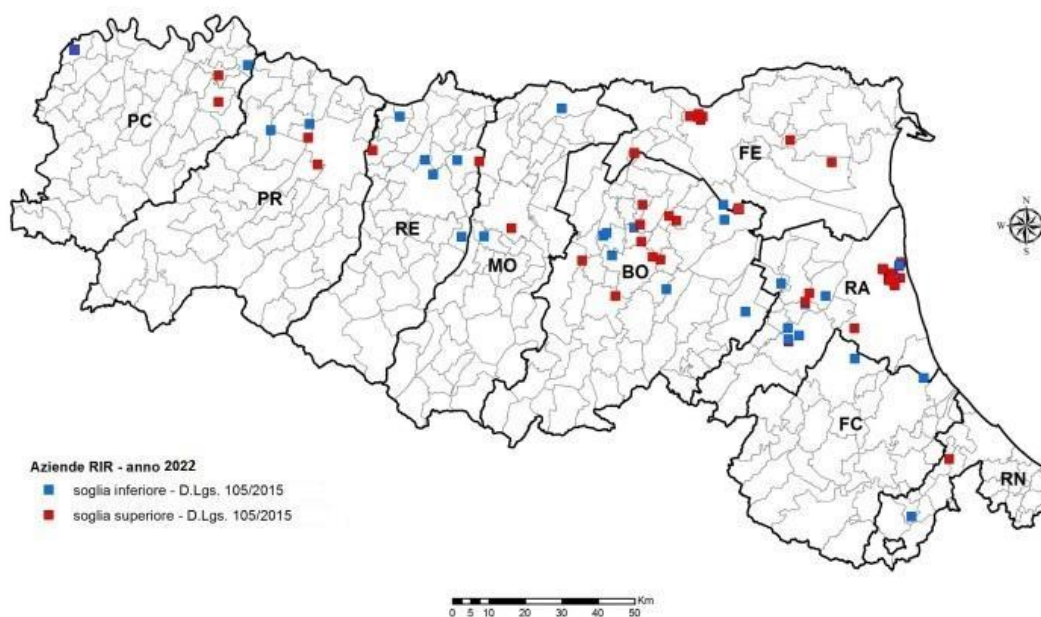 PC
PR
RE
MO
BO
FE
RA
FC
RN
N
W
E
S
Aziende RIR - anno 2022
soglia inferiore - D.Lgs. 105/2015
soglia superiore - D.Lgs. 105/2015
Km
0 5 10 20 30 40 50